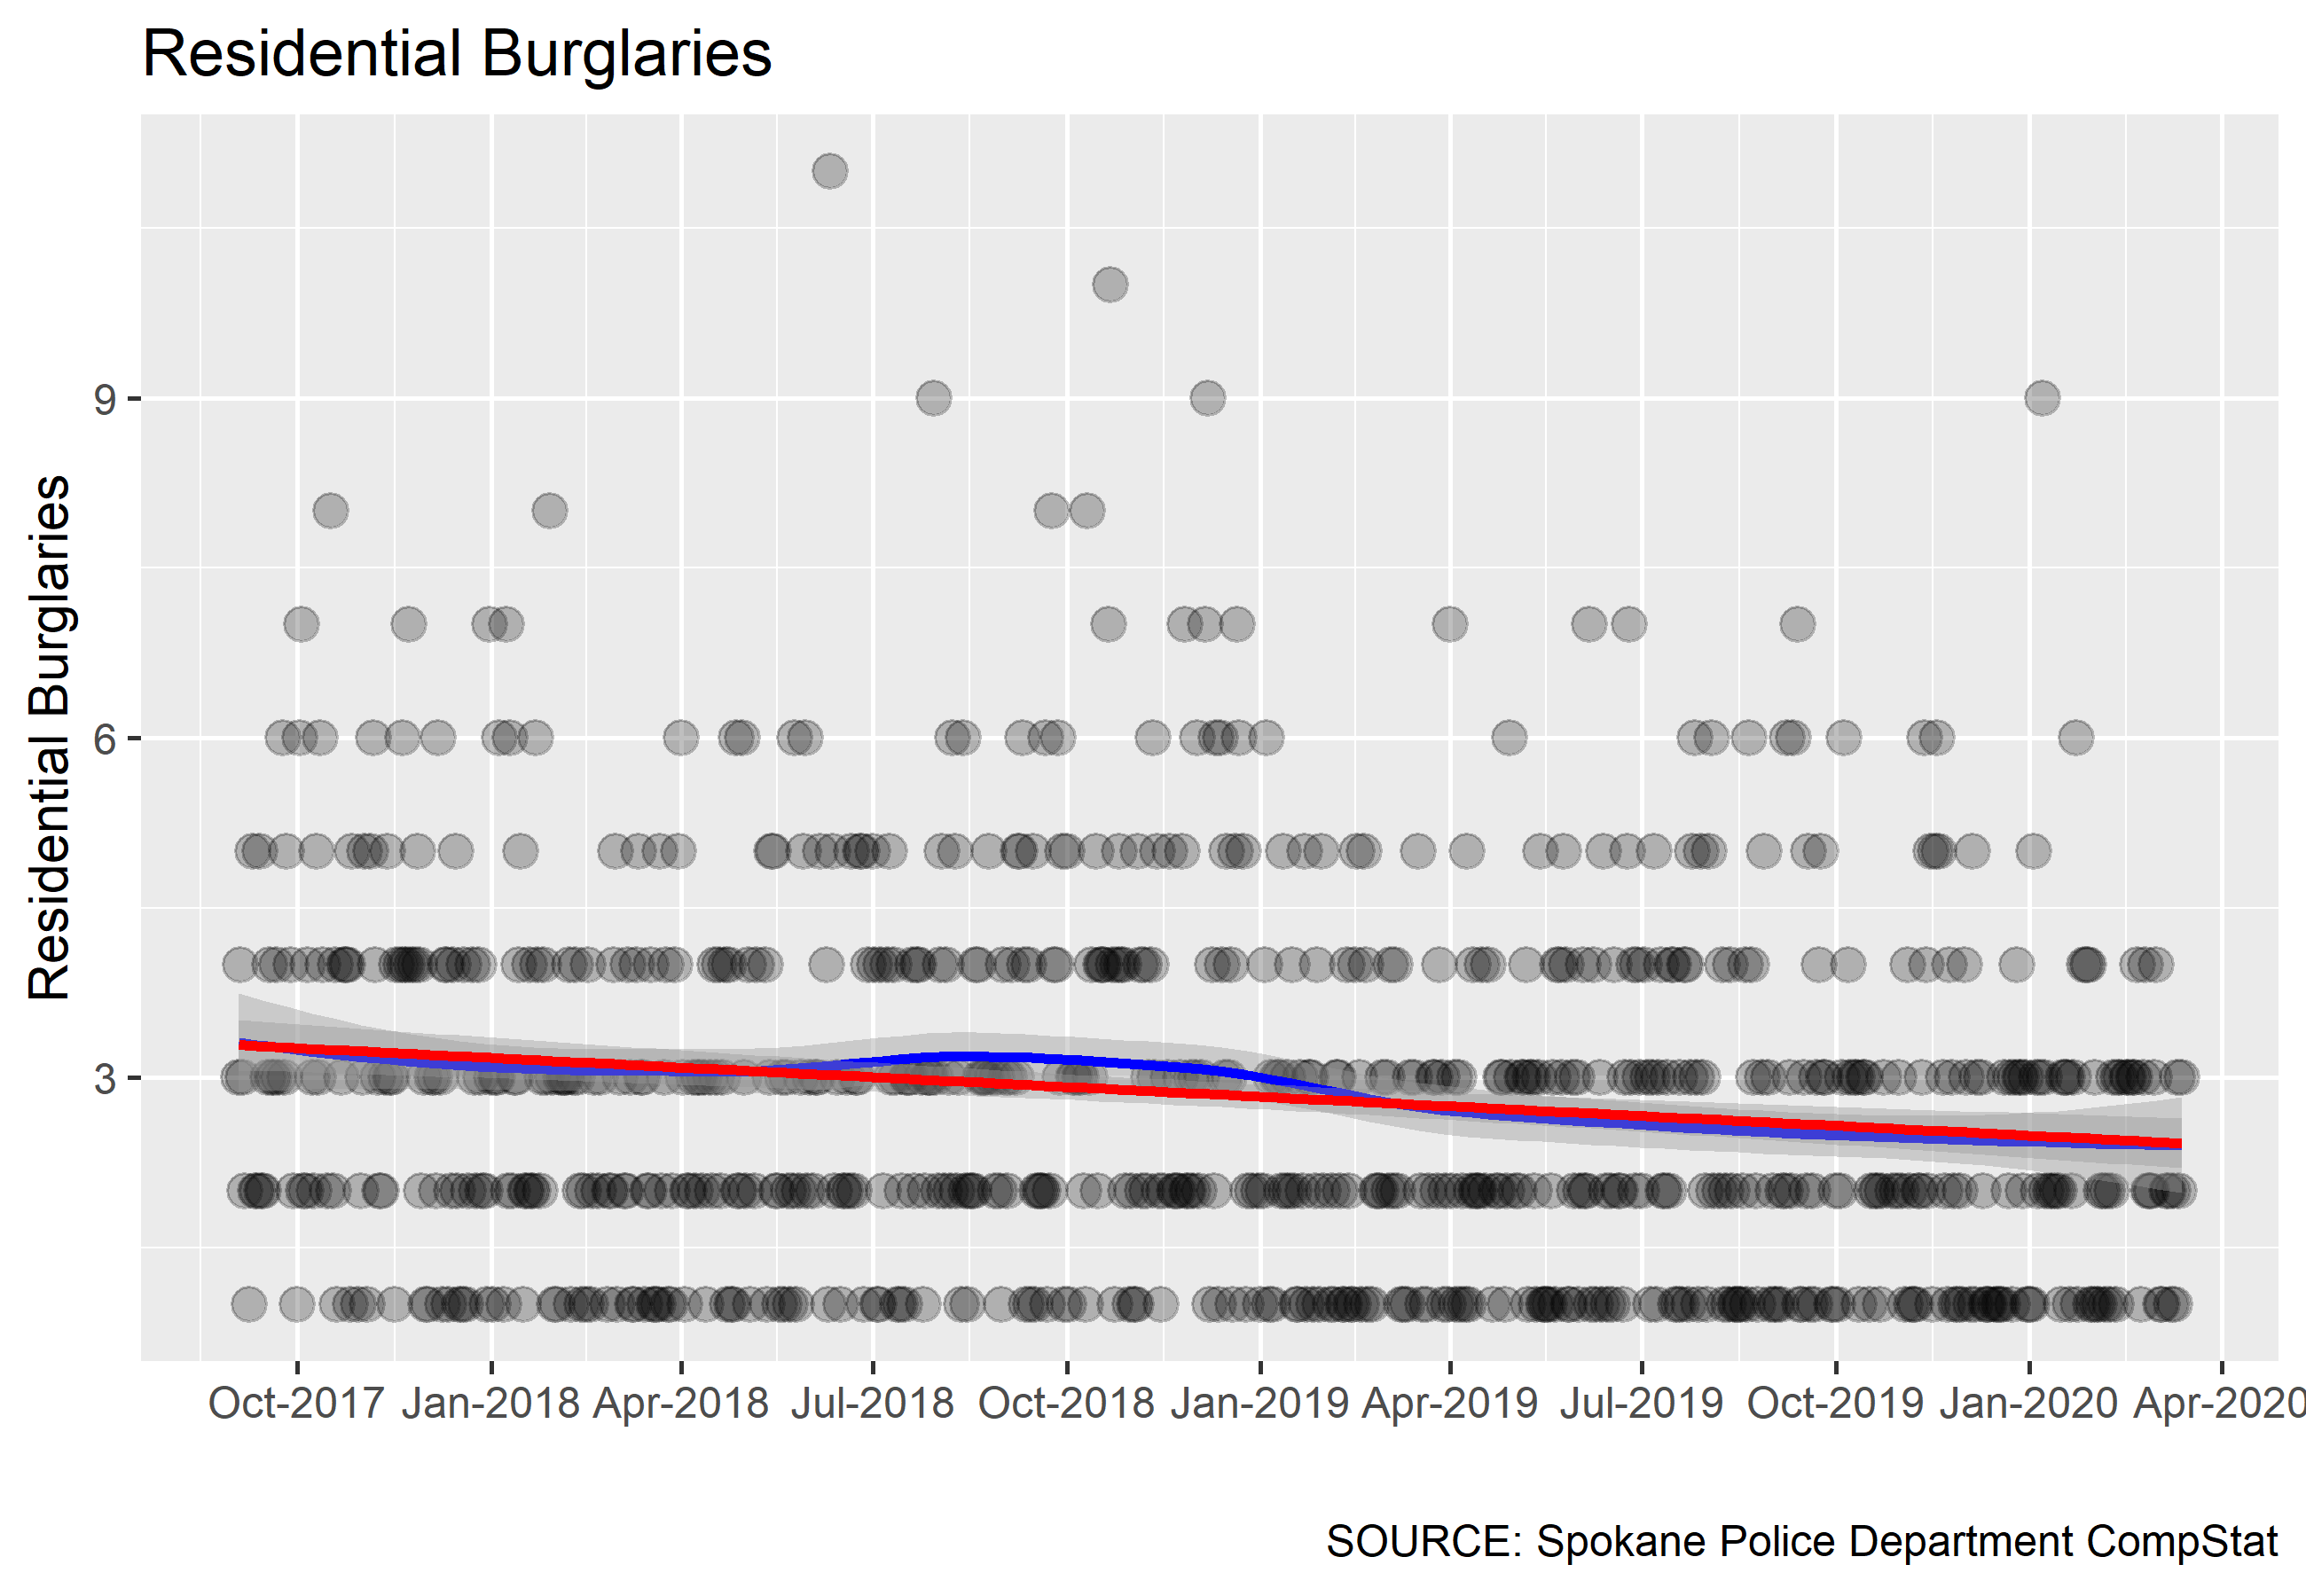 Residential Burglaries
Residential Burglaries
9
6
3
Oct-2017 Jan-2018 Apr-2018 Jul-2018 Oct-2018 Jan-2019 Apr-2019 Jul-2019 Oct-2019 Jan-2020 Apr-2020
SOURCE: Spokane Police Department CompStat